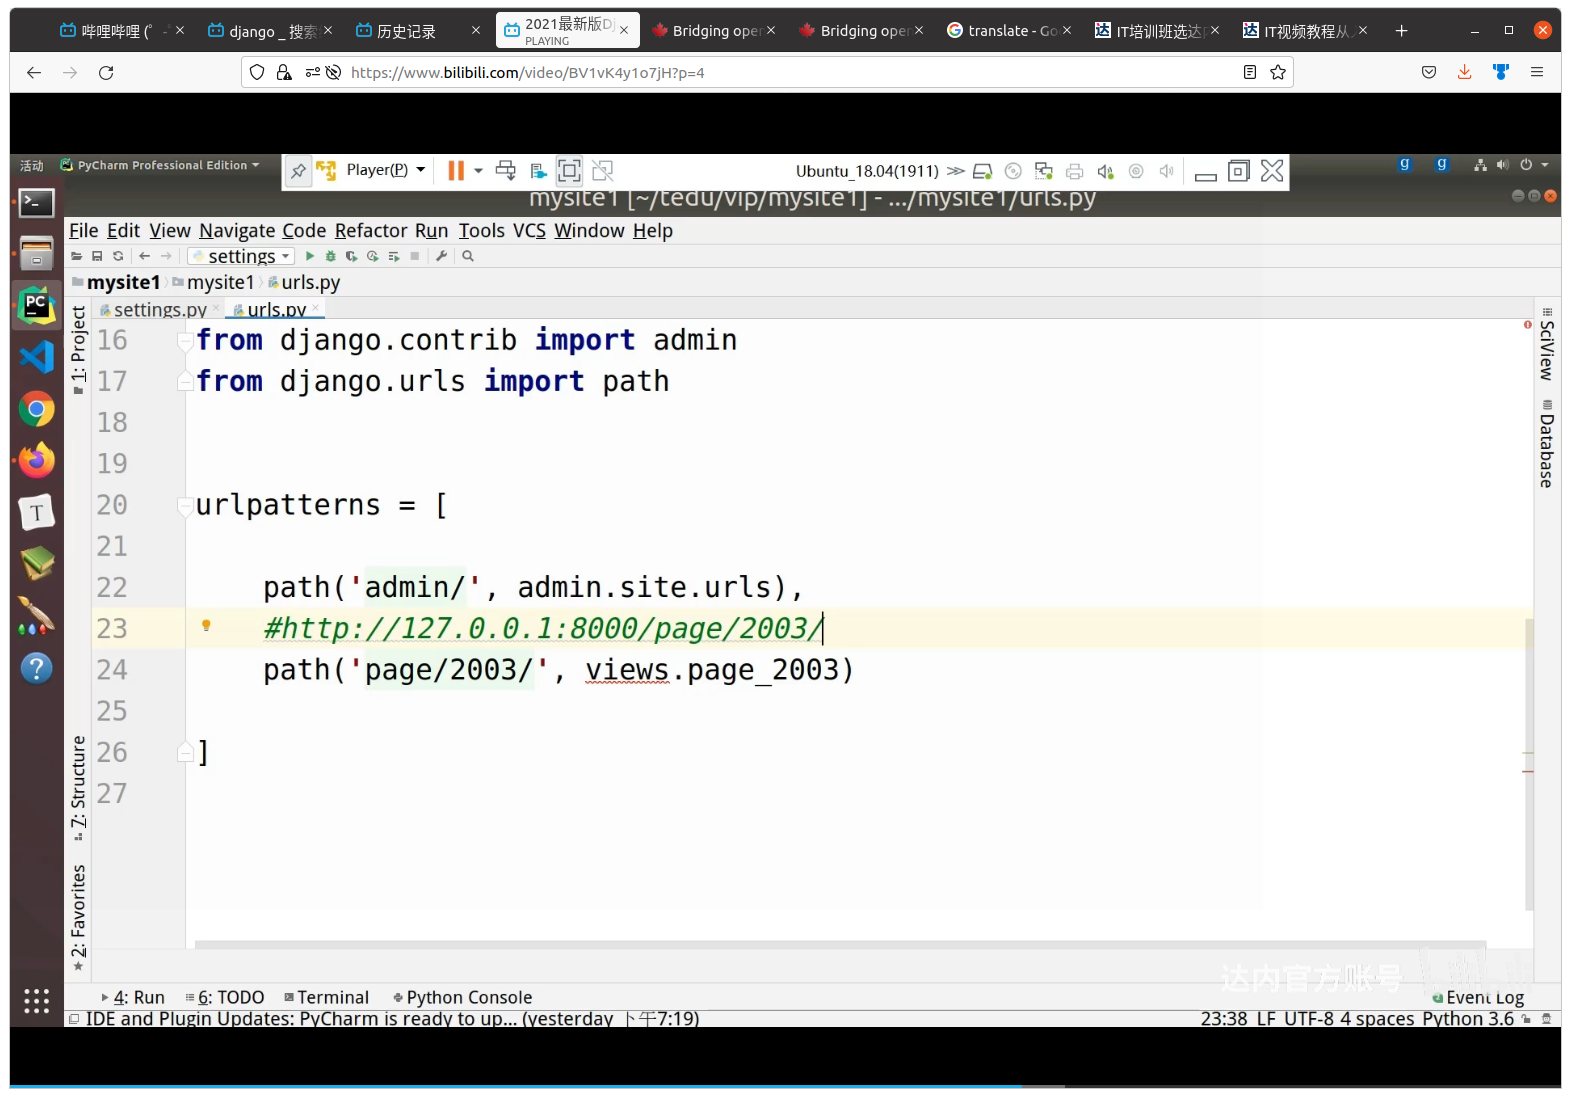 哔哩哔哩 (゜-゜
django _ 搜索
历史记录
2021最新版Dj
PLAYING
Bridging oper
Bridging oper
translate - Go
IT培训班选达内
IT视频教程从入
https://www.bilibili.com/video/BV1vK4y1o7jH?p=4
活动
PyCharm Professional Edition
Player(P)
Ubuntu_18.04(1911)
mysite1 [~/tedu/vip/mysite1] - .../mysite1/urls.py
File Edit View Navigate Code Refactor Run Tools VCS Window Help
settings
mysite1
mysite1
urls.py
settings.py
urls.py
1: Project
7: Structure
2: Favorites
16 from django.contrib import admin
17 from django.urls import path
18
19
20 urlpatterns = [
21
22 path('admin/', admin.site.urls),
23 #http://127.0.0.1:8000/page/2003/
24 path('page/2003/', views.page_2003)
25
26 ]
27
SciView
Database
达内官方账号
4: Run
6: TODO
Terminal
Python Console
Event Log
IDE and Plugin Updates: PyCharm is ready to up... (yesterday 下午7:19)
23:38 LF UTF-8 4 spaces Python 3.6